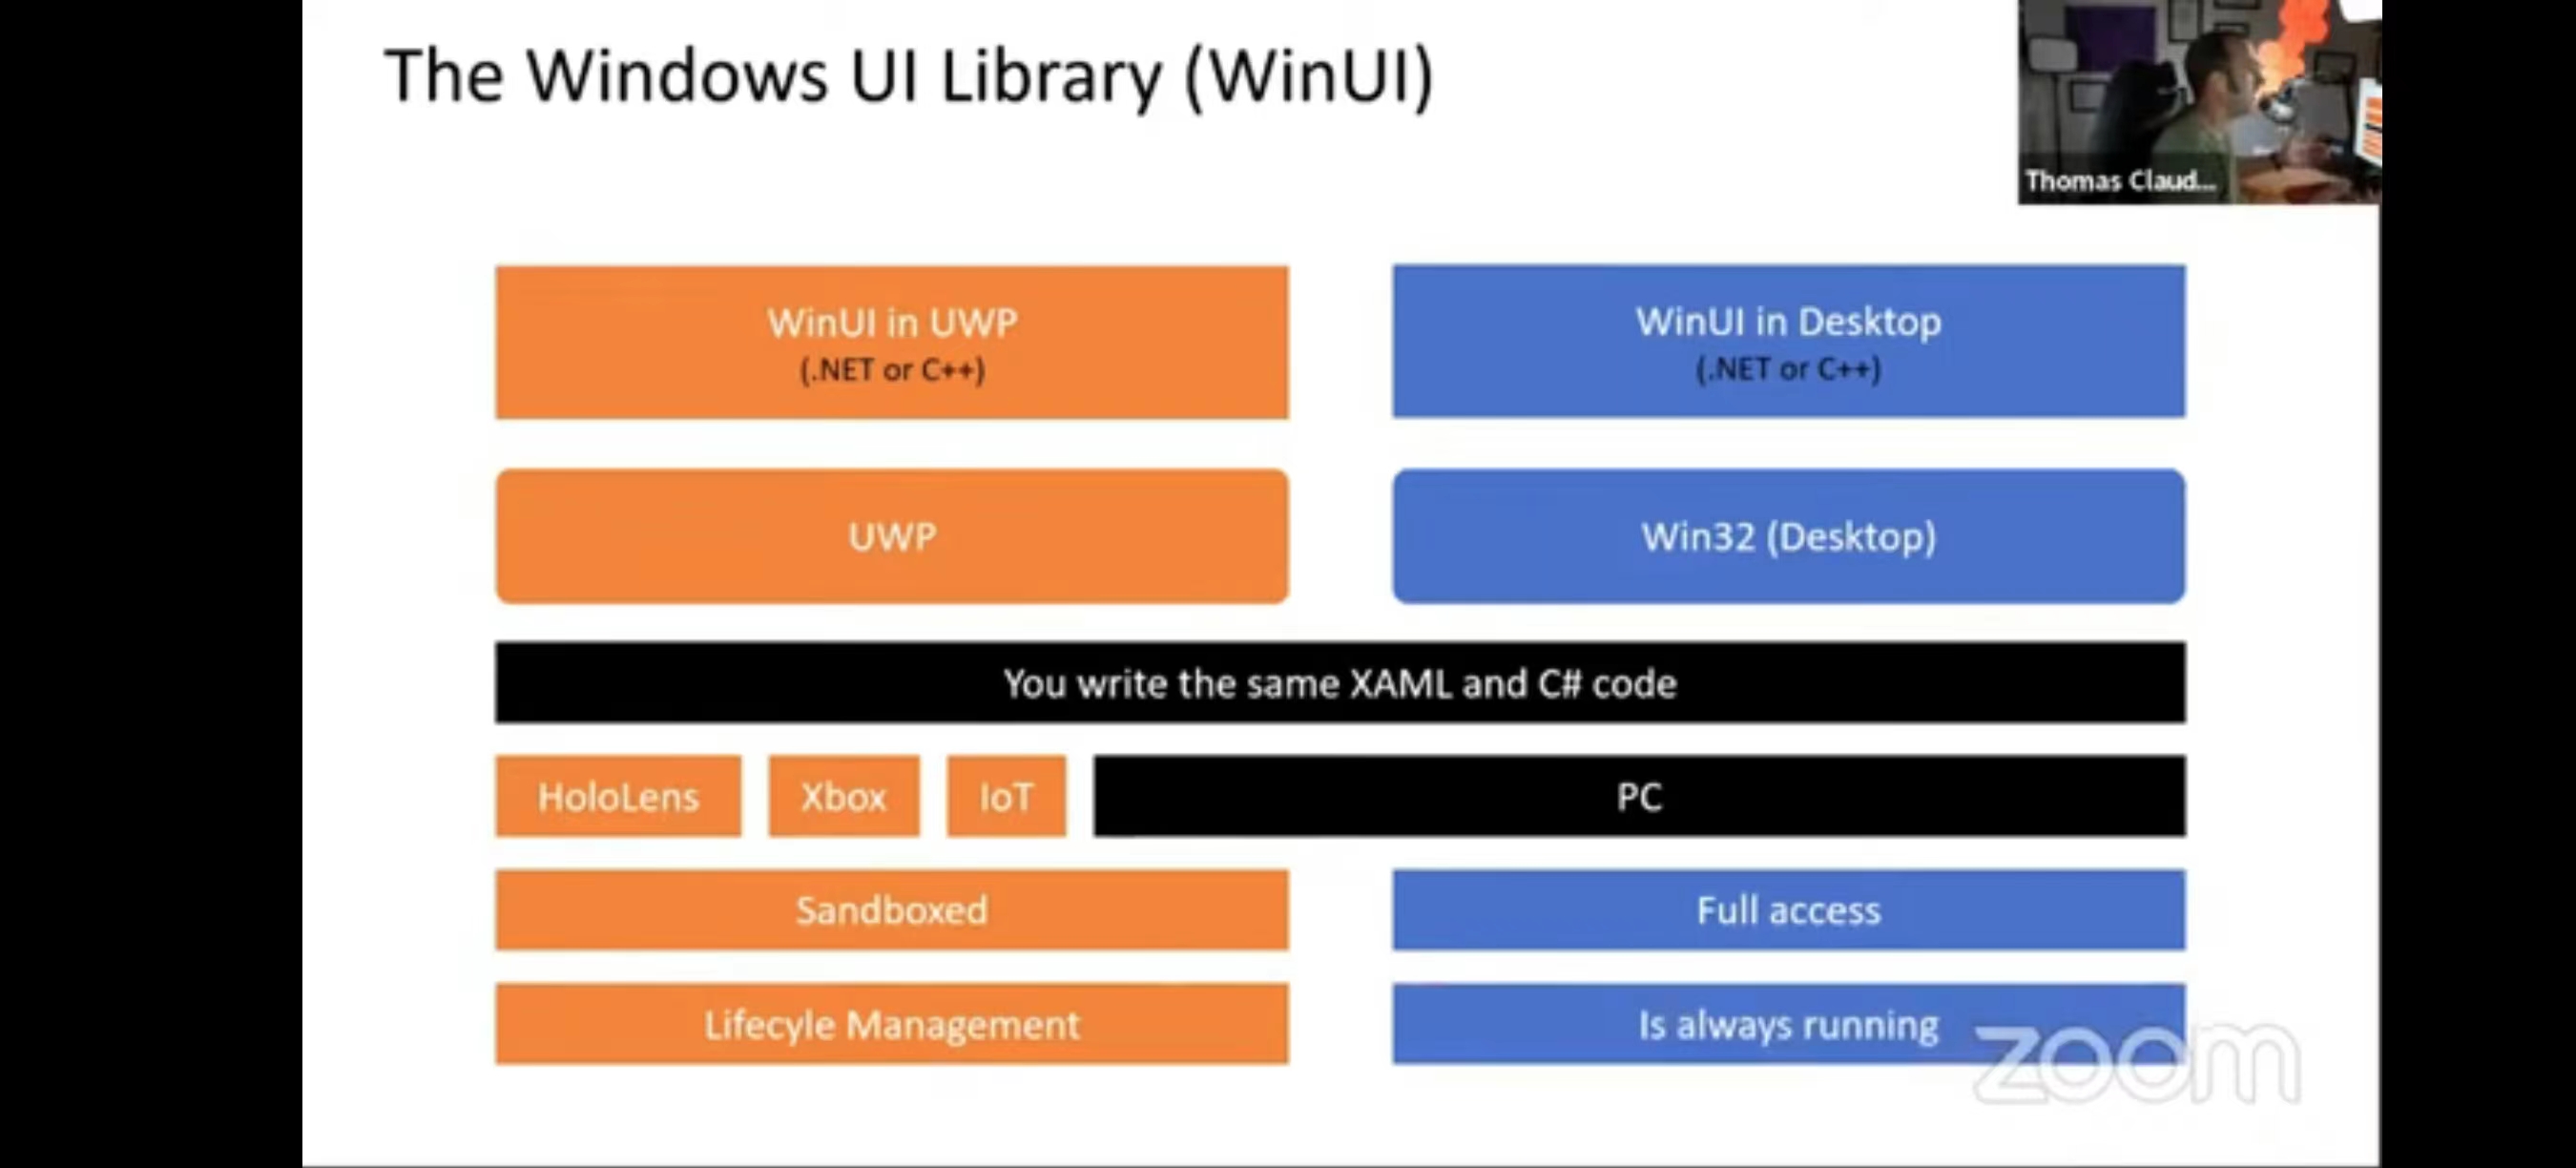 The Windows UI Library (WinUI)
Thomas Claud...
WinUI in UWP
(.NET or C++)
WinUI in Desktop
(.NET or C++)
UWP
Win32 (Desktop)
You write the same XAML and C# code
HoloLens
Xbox
IoT
PC
Sandboxed
Full access
Lifecyle Management
Is always running
zoom